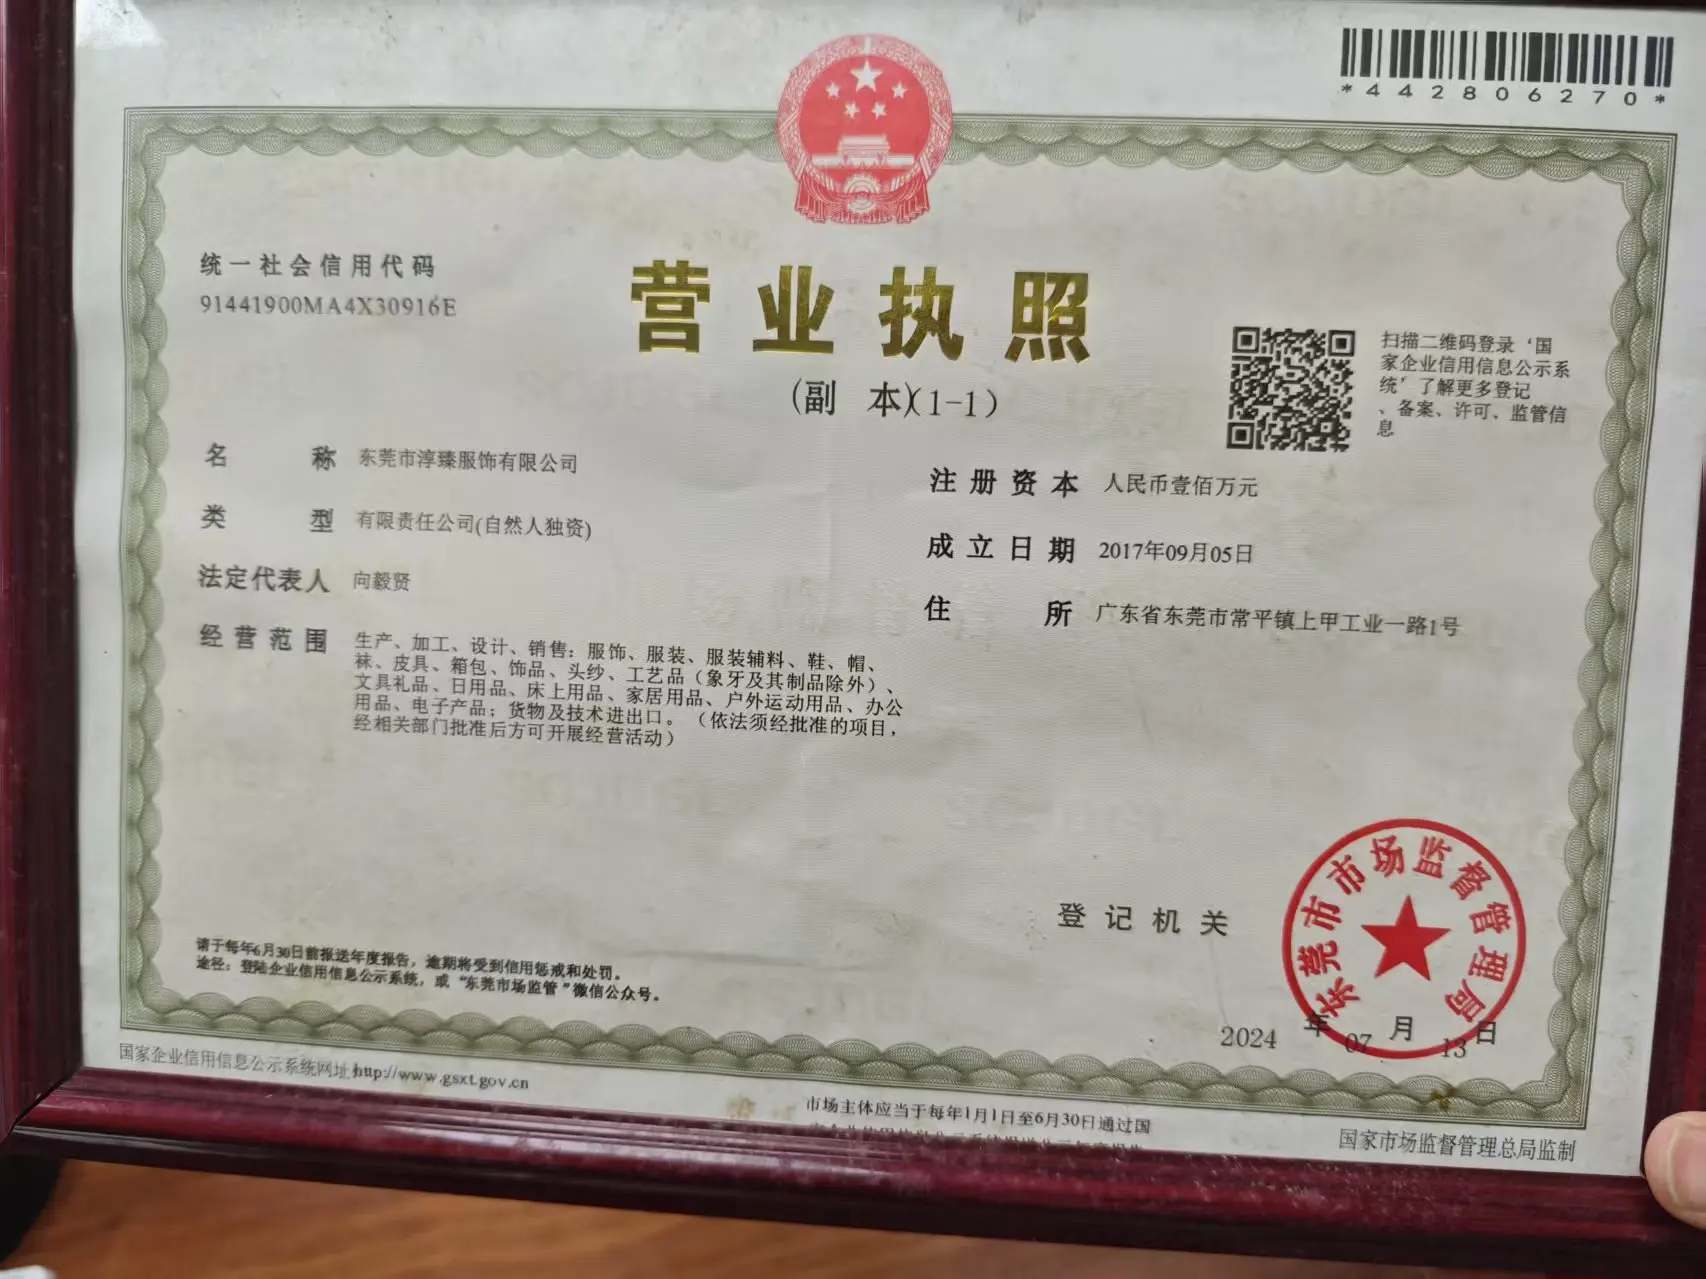 *442806270*
统一社会信用代码
91441900MA4X30916E
营业执照
(副 本)(1-1)
扫描二维码登录‘国
家企业信用信息公示系
统’了解更多登记
、备案、许可、监管信
息
名 称 东莞市淳臻服饰有限公司
类 型 有限责任公司(自然人独资)
法定代表人 向毅贤
经营范围 生产、加工、设计、销售：服饰、服装、服装辅料、鞋、帽、
袜、皮具、箱包、饰品、头纱、工艺品（象牙及其制品除外）、
文具礼品、日用品、床上用品、家居用品、户外运动用品、办公
用品、电子产品；货物及技术进出口。（依法须经批准的项目，
经相关部门批准后方可开展经营活动）
注册资本 人民币壹佰万元
成立日期 2017年09月05日
住 所 广东省东莞市常平镇上甲工业一路1号
登记机关
东莞市市场监督管理局
2024 年 07 月 13 日
请于每年6月30日前报送年度报告，逾期将受到信用惩戒和处罚。
途径：登陆企业信用信息公示系统，或“东莞市场监管”微信公众号。
国家企业信用信息公示系统网址http://www.gsxt.gov.cn
市场主体应当于每年1月1日至6月30日通过国
国家市场监督管理总局监制